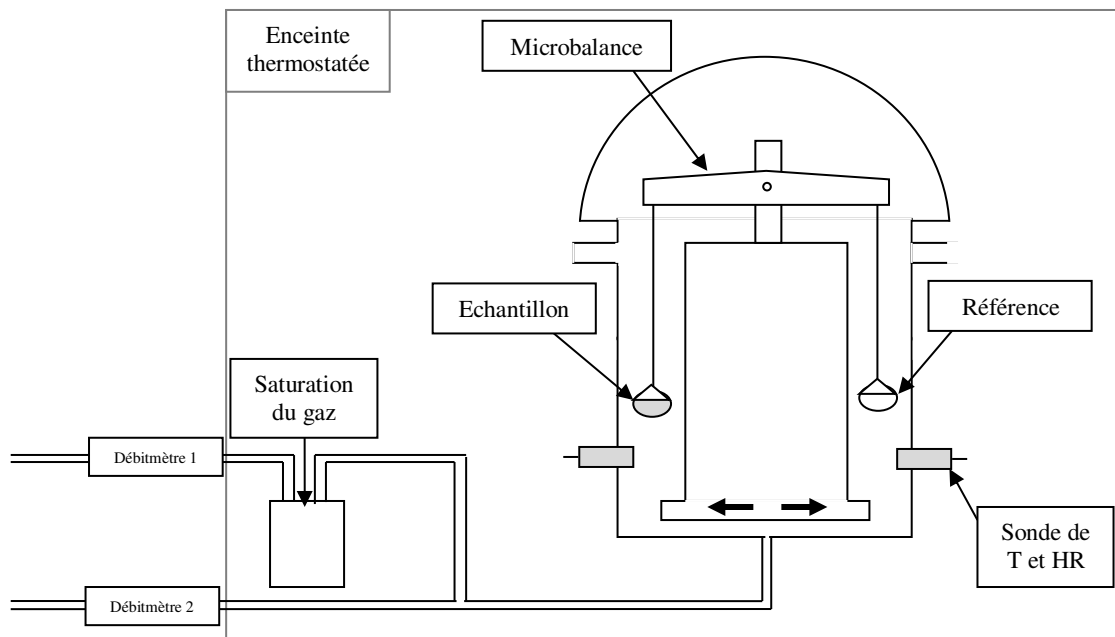 Enceinte
thermostatée
Microbalance
Echantillon
Référence
Saturation
du gaz
Débitmètre 1
Sonde de
T et HR
Débitmètre 2